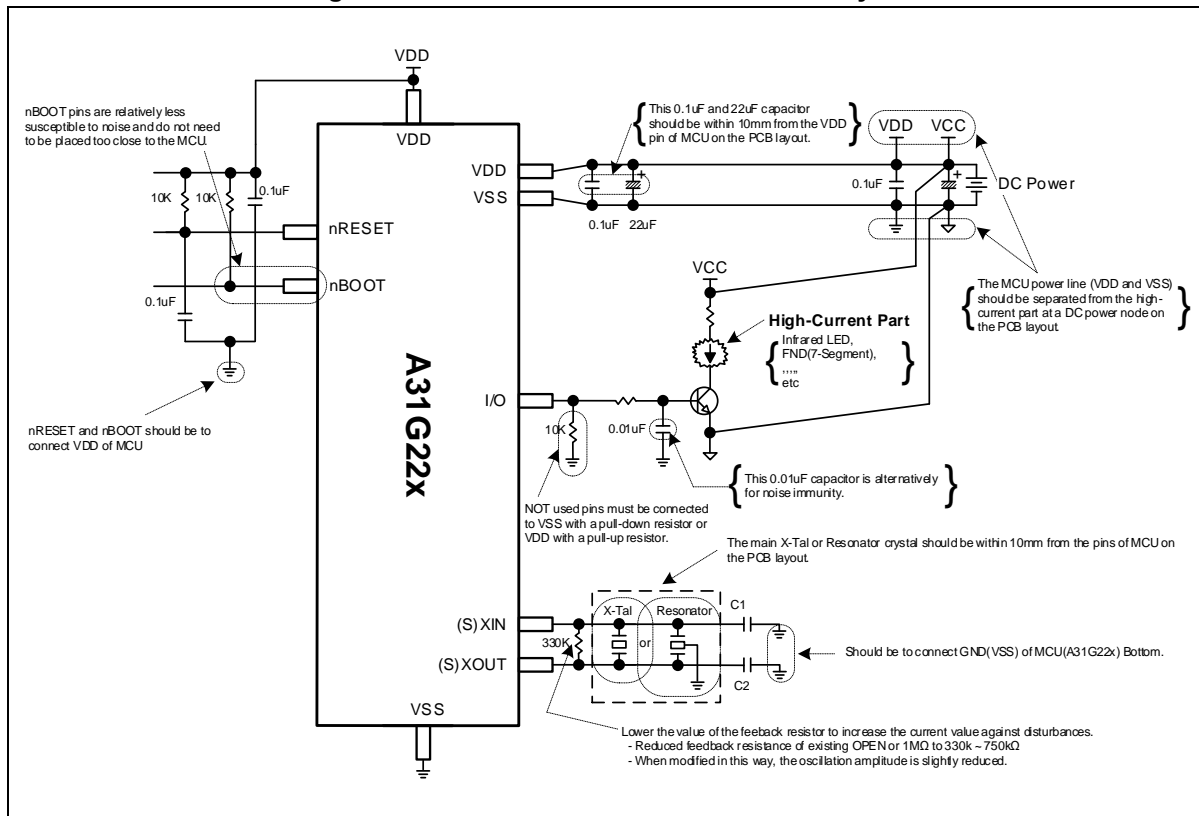 VDD
nBOOT pins are relatively less
susceptible to noise and do not need
to be placed too close to the MCU.
VDD
10K
10K
0.1uF
nRESET
nBOOT
0.1uF
nRESET and nBOOT should be to
connect VDD of MCU
A31G22x
VDD
VSS
This 0.1uF and 22uF capacitor
should be within 10mm from the VDD
pin of MCU on the PCB layout.
0.1uF
22uF
VDD
VCC
0.1uF
+
+
DC Power
The MCU power line (VDD and VSS)
should be separated from the high-
current part at a DC power node on
the PCB layout.
VCC
High-Current Part
Infrared LED,
FND(7-Segment),
,,,,,
etc
I/O
10K
0.01uF
This 0.01uF capacitor is alternatively
for noise immunity.
NOT used pins must be connected
to VSS with a pull-down resistor or
VDD with a pull-up resistor.
The main X-Tal or Resonator crystal should be within 10mm from the pins of MCU on
the PCB layout.
(S)XIN
(S)XOUT
330K
X-Tal
or
Resonator
C1
C2
Should be to connect GND(VSS) of MCU(A31G22x) Bottom.
VSS
Lower the value of the feeback resistor to increase the current value against disturbances.
- Reduced feedback resistance of existing OPEN or 1MΩ to 330k ~ 750kΩ
- When modified in this way, the oscillation amplitude is slightly reduced.